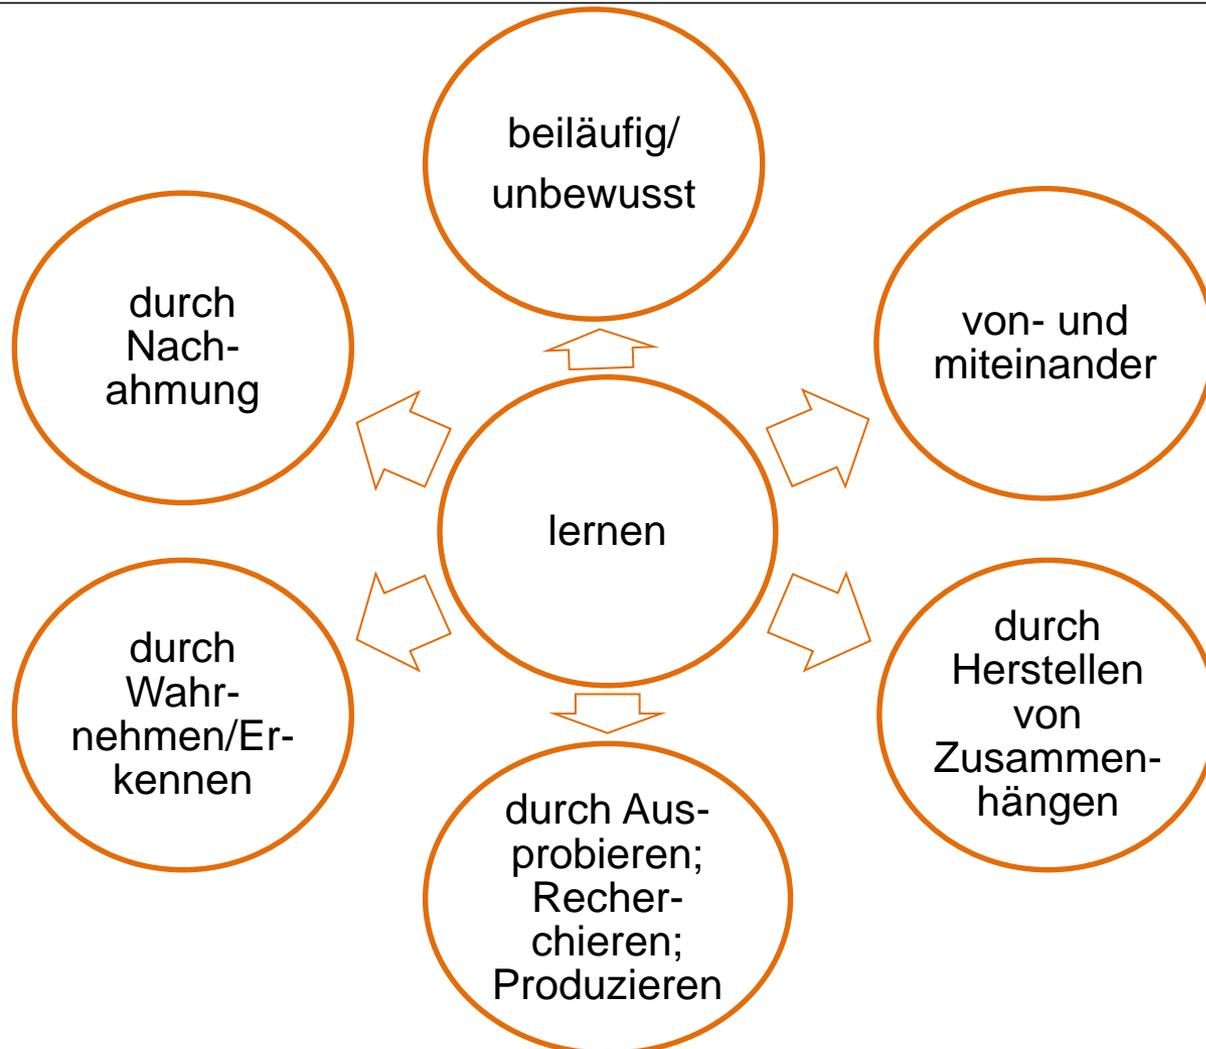 beiläufig/
unbewusst
durch
Nach-
ahmung
von- und
miteinander
lernen
durch
Wahr-
nehmen/Er-
kennen
durch
Herstellen
von
Zusammen-
hängen
durch Aus-
probieren;
Recher-
chieren;
Produzieren